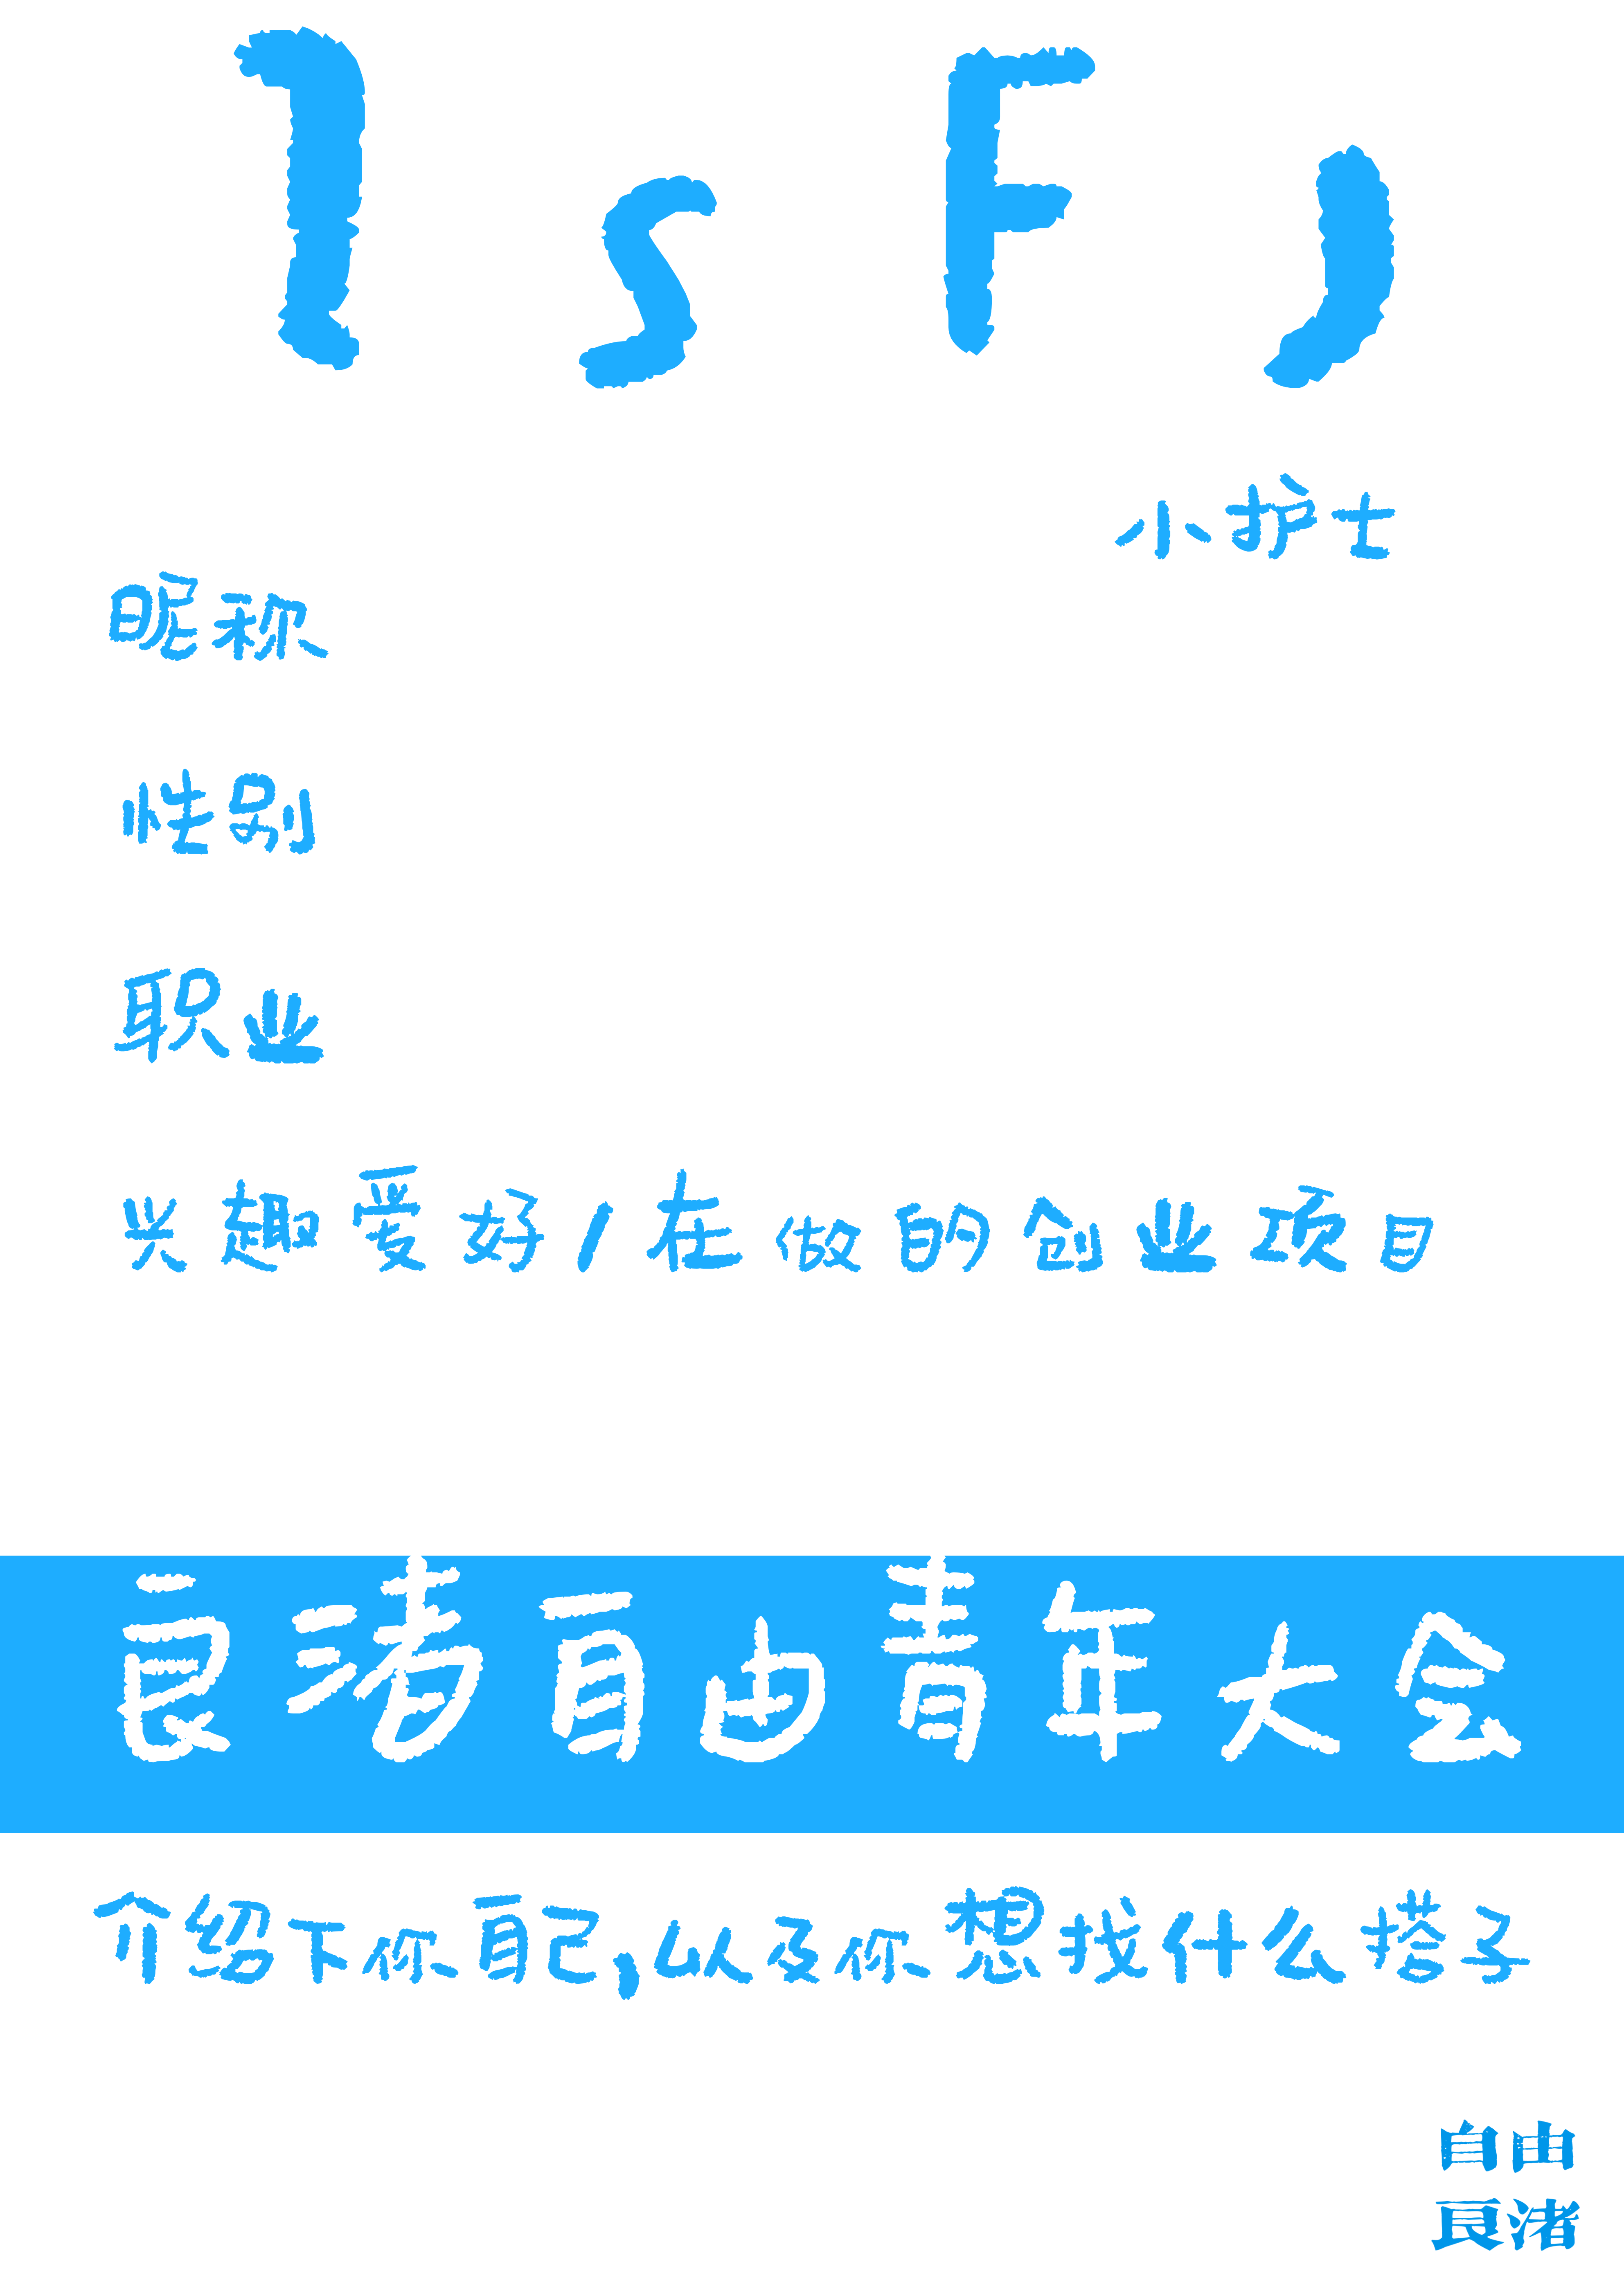 IsFJ
小护士
昵称
性别
职业
兴趣爱好/在做的创业项目
良渚自由青年大会
介绍下你自己,以及你想找什么搭子
自由
良渚